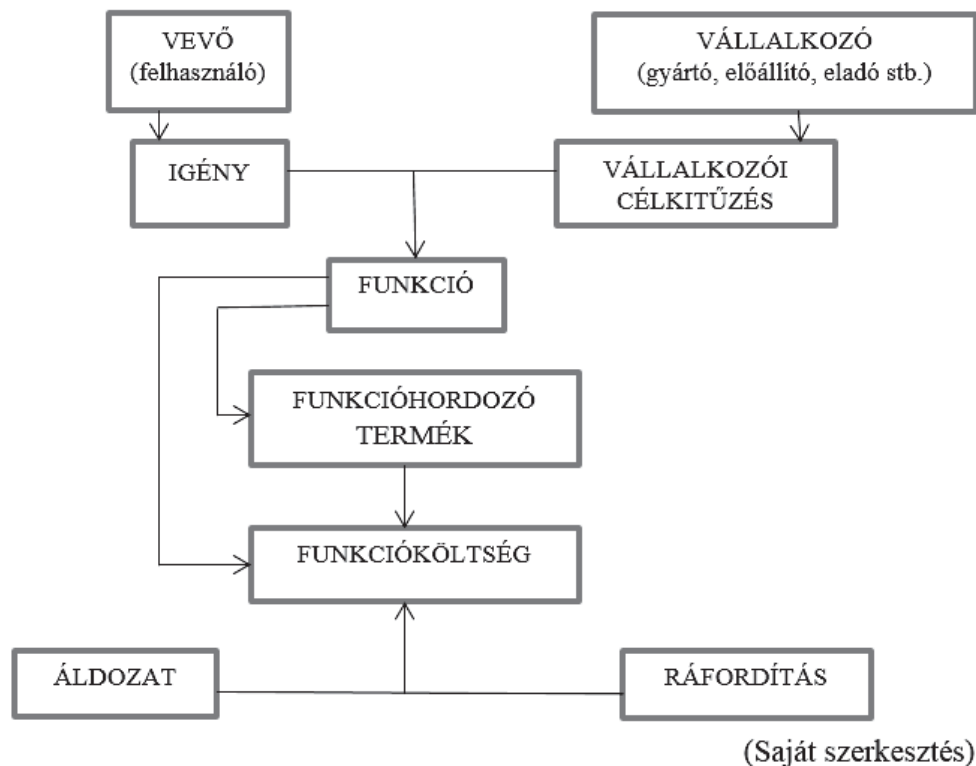 VEVŐ
(felhasználó)
VÁLLALKOZÓ
(gyártó, előállító, eladó stb.)
IGÉNY
VÁLLALKOZÓI
CÉLKITŰZÉS
FUNKCIÓ
FUNKCIÓHORDOZÓ
TERMÉK
FUNKCIÓKÖLTSÉG
ÁLDOZAT
RÁFORDÍTÁS
(Saját szerkesztés)